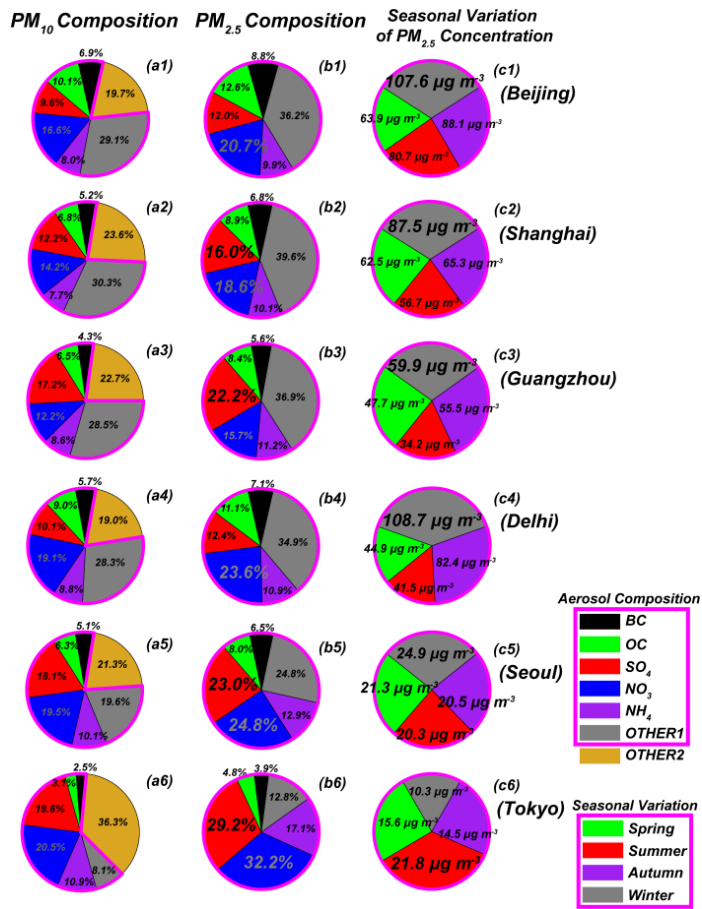 PM10 Composition
PM2.5 Composition
Seasonal Variation
of PM2.5 Concentration
6.9%
10.1%
9.6%
16.6%
8.0%
29.1%
19.7%
(a1)
8.8%
12.6%
12.0%
20.7%
9.9%
36.2%
(b1)
107.6 µg m-3
63.9 µg m-3
88.1 µg m-3
80.7 µg m-3
(c1)
(Beijing)
5.2%
6.8%
12.2%
14.2%
7.7%
30.3%
23.6%
(a2)
6.8%
8.9%
16.0%
18.6%
10.1%
39.6%
(b2)
87.5 µg m-3
62.5 µg m-3
65.3 µg m-3
56.7 µg m-3
(c2)
(Shanghai)
4.3%
6.5%
17.2%
12.2%
8.6%
28.5%
22.7%
(a3)
5.6%
8.4%
22.2%
15.7%
11.2%
36.9%
(b3)
59.9 µg m-3
47.7 µg m-3
55.5 µg m-3
34.2 µg m-3
(c3)
(Guangzhou)
5.7%
9.0%
10.1%
19.1%
8.8%
28.3%
19.0%
(a4)
7.1%
11.1%
12.4%
23.6%
10.9%
34.9%
(b4)
108.7 µg m-3
44.9 µg m-3
82.4 µg m-3
41.5 µg m-3
(c4)
(Delhi)
5.1%
6.3%
18.1%
19.5%
10.1%
19.6%
21.3%
(a5)
6.5%
8.0%
23.0%
24.8%
12.9%
24.8%
(b5)
24.9 µg m-3
21.3 µg m-3
20.5 µg m-3
20.3 µg m-3
(c5)
(Seoul)
2.5%
3.1%
18.6%
20.5%
10.9%
8.1%
36.3%
(a6)
3.9%
4.8%
29.2%
32.2%
17.1%
12.8%
(b6)
10.3 µg m-3
15.6 µg m-3
14.5 µg m-3
21.8 µg m-3
(c6)
(Tokyo)
Aerosol Composition
BC
OC
SO4
NO3
NH4
OTHER1
OTHER2
Seasonal Variation
Spring
Summer
Autumn
Winter